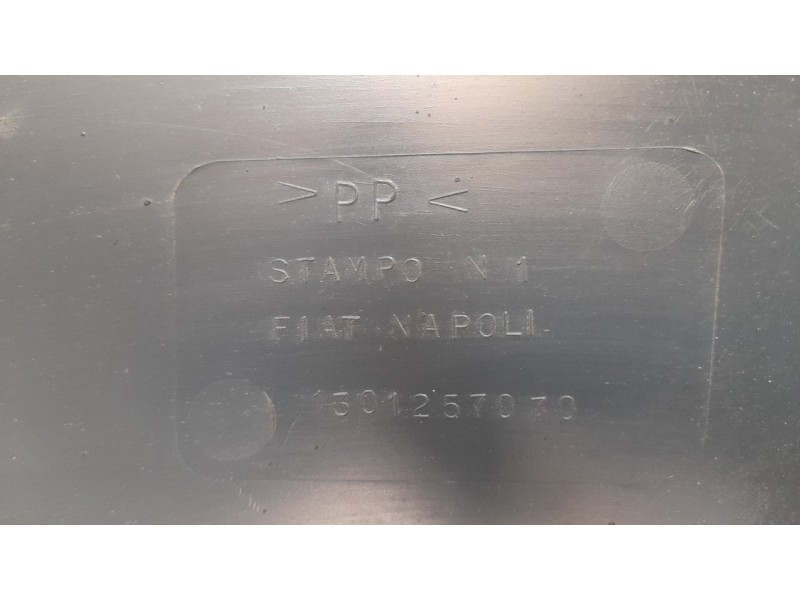 >PP<
STAMPO N 1
FIAT NAPOLI
1301257070